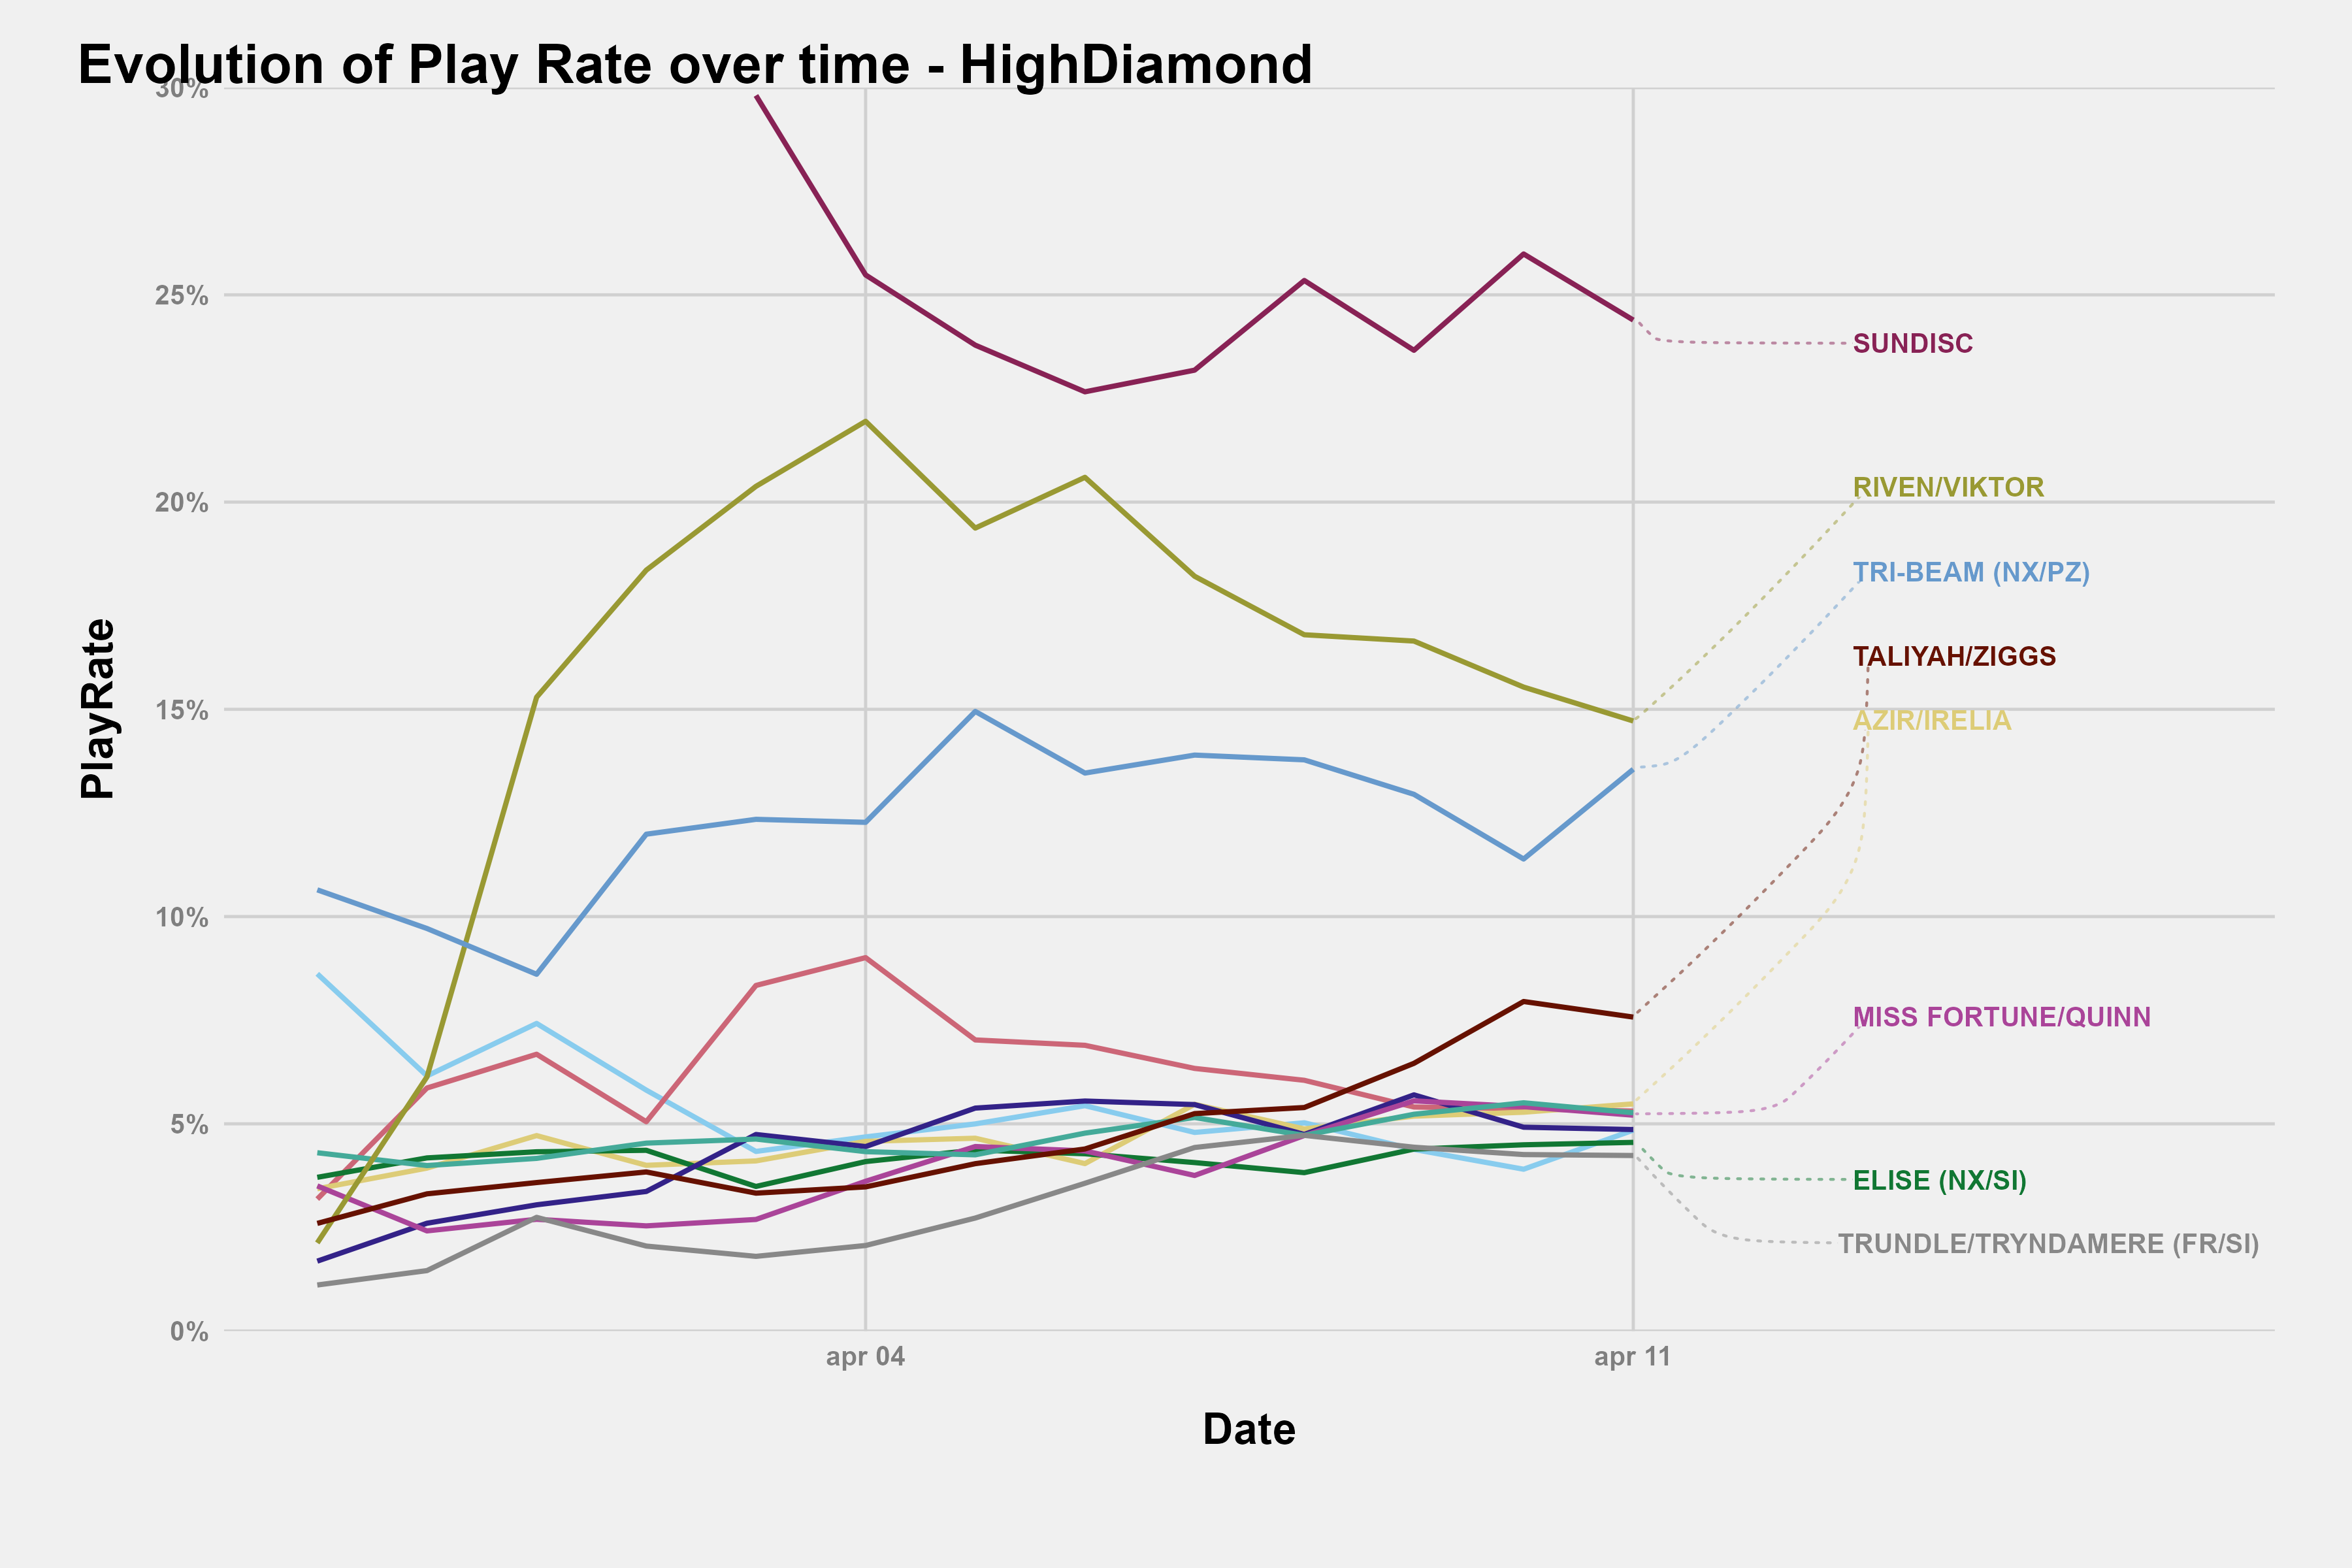 Evolution of Play Rate over time - HighDiamond
30%
25%
20%
15%
10%
5%
0%
PlayRate
apr 04
apr 11
Date
SUNDISC
RIVEN/VIKTOR
TRI-BEAM (NX/PZ)
TALIYAH/ZIGGS
AZIR/IRELIA
MISS FORTUNE/QUINN
ELISE (NX/SI)
TRUNDLE/TRYNDAMERE (FR/SI)